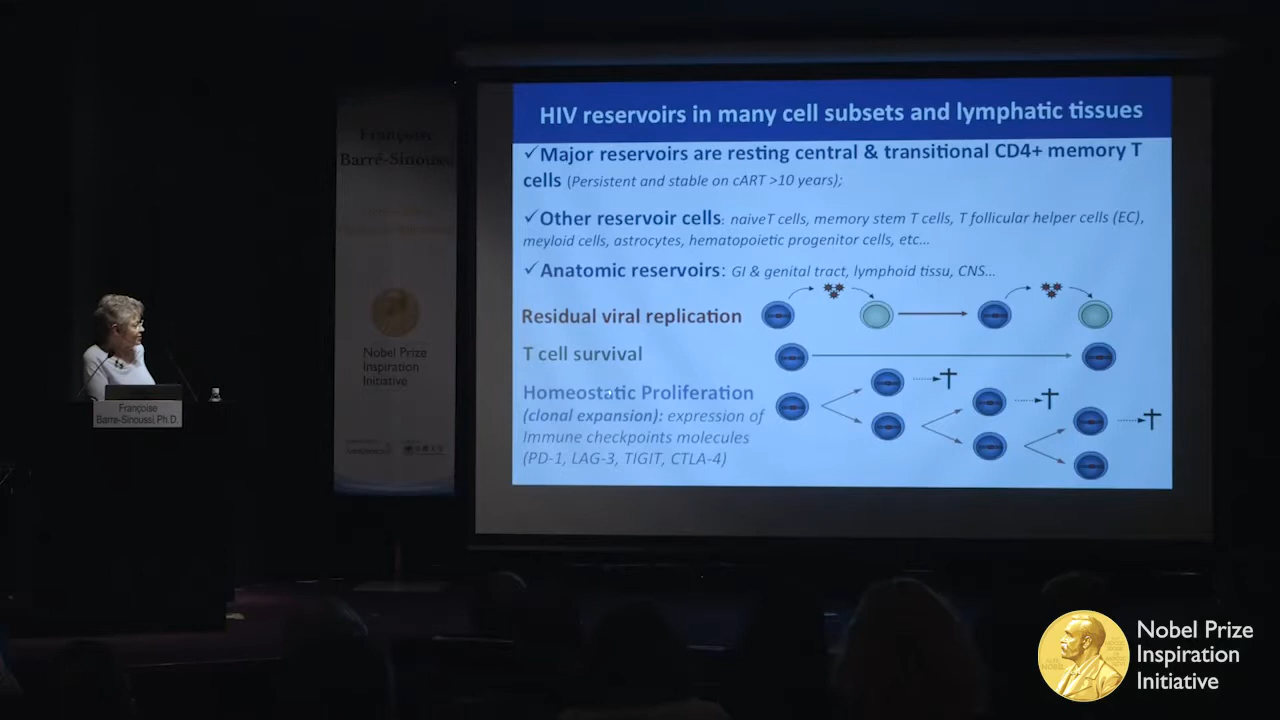 HIV reservoirs in many cell subsets and lymphatic tissues
✓Major reservoirs are resting central & transitional CD4+ memory T
cells (Persistent and stable on cART >10 years);
✓Other reservoir cells: naiveT cells, memory stem T cells, T follicular helper cells (EC),
meyloid cells, astrocytes, hematopoietic progenitor cells, etc...
✓Anatomic reservoirs: GI & genital tract, lymphoid tissu, CNS...
Residual viral replication
T cell survival
Homeostatic Proliferation
(clonal expansion): expression of
Immune checkpoints molecules
(PD-1, LAG-3, TIGIT, CTLA-4)
Françoise
Barré-Sinoussi
Nobel Prize
Inspiration
Initiative
Françoise
Barre-Sinoussi, Ph.D.
Nobel Prize
Inspiration
Initiative